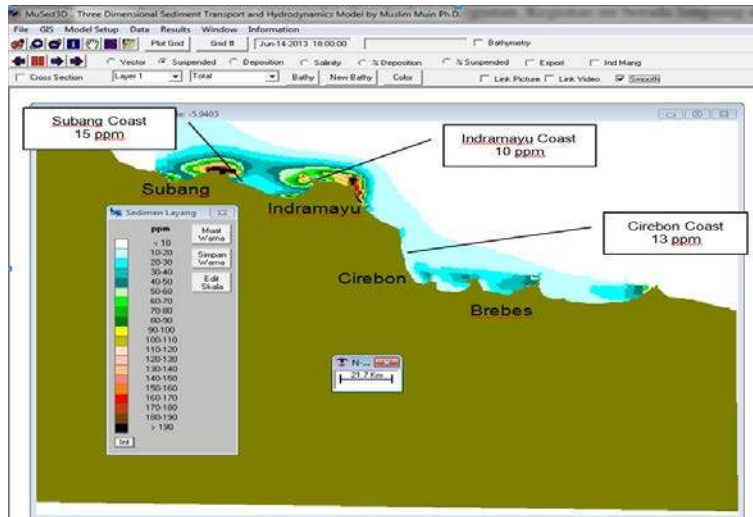 MuSed3D .. Three Dimensional Sediment Transport and Hydrodynamics Model by Muslim Muin Ph.D.
File GIS Model Setup Data Results Window Information
Plot Grid Grid II Jun-14-2013 18:00:00 Bathymetry
Vector Suspended Deposition Salinity % Deposition % Suspended Export Ind Mang
Cross Section Layer 1 Total Bathy New Bathy Color Link Picture Link Video Smooth
-5.9403
Subang Coast
15 ppm
Indramayu Coast
10 ppm
Subang
Indramayu
Cirebon Coast
13 ppm
Cirebon
Brebes
Sedimen Layang
ppm
< 10
10-20
20-30
30-40
40-50
50-60
60-70
70-80
80-90
90-100
100-110
110-120
120-130
130-140
140-150
150-160
160-170
170-180
180-190
> 190
Muat
Warna
Simpan
Warna
Edit
Skala
Int
N-...
21.7 Km